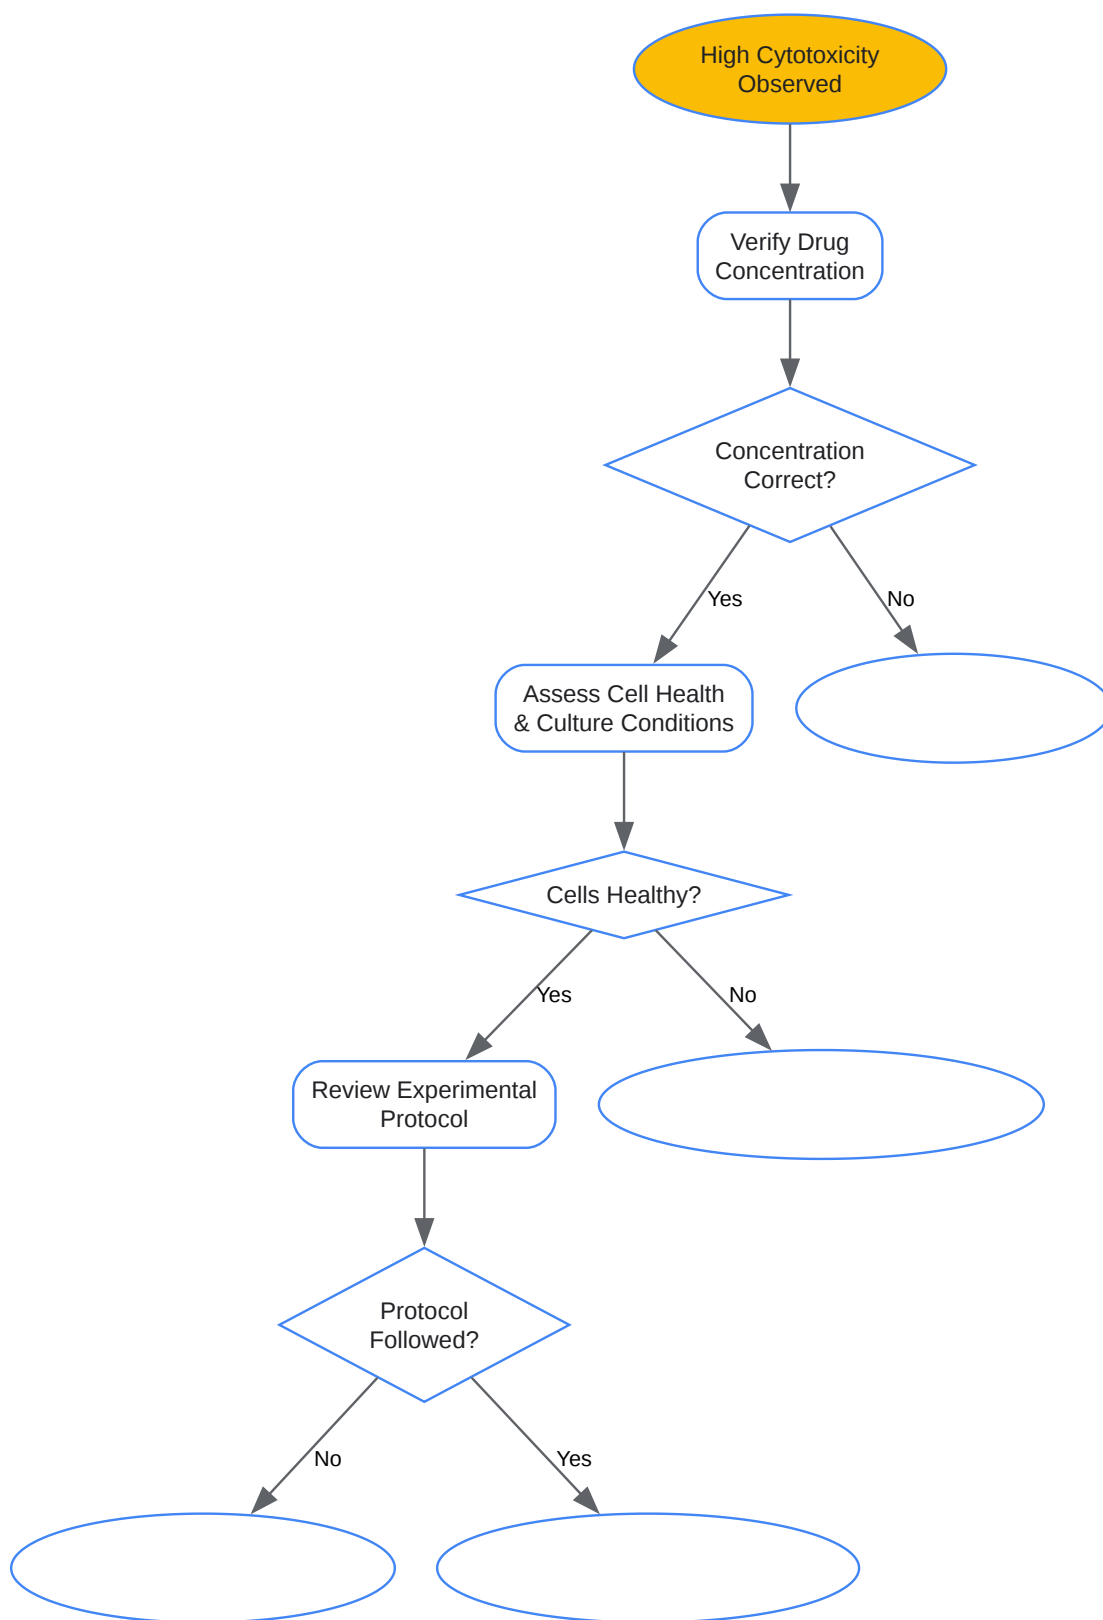 High Cytotoxicity
Observed
Verify Drug
Concentration
Concentration
Correct?
Yes
No
Assess Cell Health
& Culture Conditions
Cells Healthy?
Yes
No
Review Experimental
Protocol
Protocol
Followed?
No
Yes